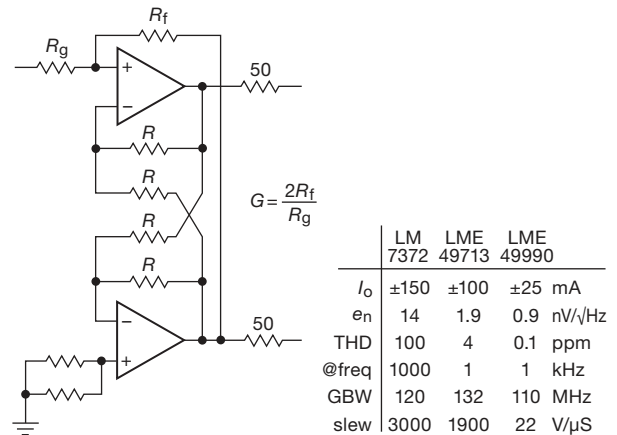 Rf
Rg
+
−
50
R
R
R
R
G = 2Rf/Rg
−
+
50
LM 7372 LME 49713 LME 49990
Io ±150 ±100 ±25 mA
en 14 1.9 0.9 nV/√Hz
THD 100 4 0.1 ppm
@freq 1000 1 1 kHz
GBW 120 132 110 MHz
slew 3000 1900 22 V/µS